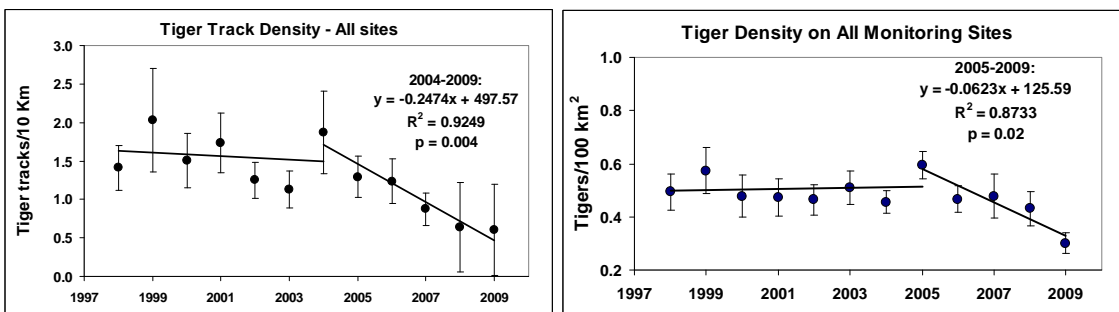 Tiger Track Density - All sites
3.0
2.5
2.0
1.5
1.0
0.5
0.0
Tiger tracks/10 Km
2004-2009:
y = -0.2474x + 497.57
R² = 0.9249
p = 0.004
1997 1999 2001 2003 2005 2007 2009
Tiger Density on All Monitoring Sites
1.0
0.8
0.6
0.4
0.2
Tigers/100 km²
2005-2009:
y = -0.0623x + 125.59
R² = 0.8733
p = 0.02
1997 1999 2001 2003 2005 2007 2009